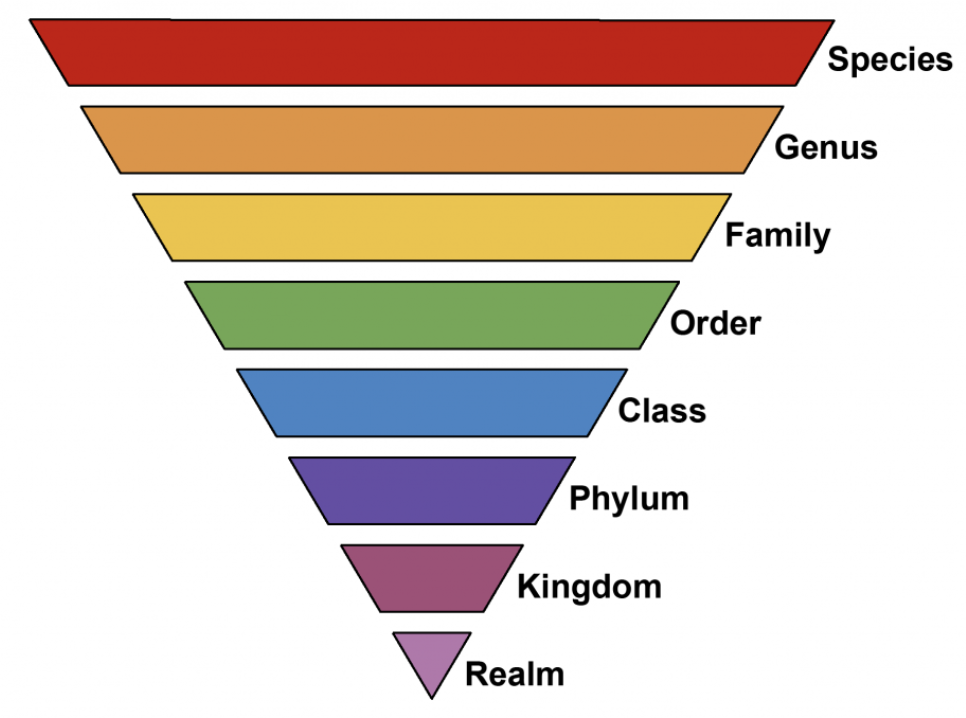 Species
Genus
Family
Order
Class
Phylum
Kingdom
Realm